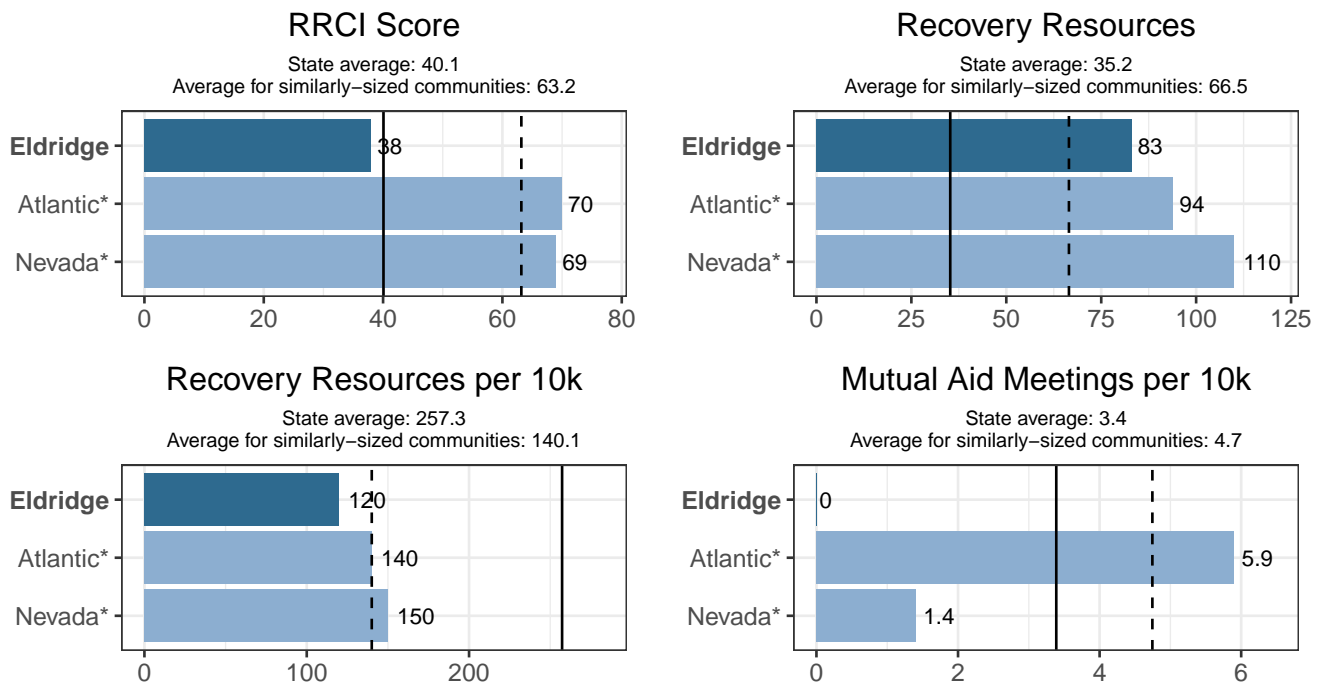 RRCI Score
State average: 40.1
Average for similarly−sized communities: 63.2
Eldridge 38
Atlantic* 70
Nevada* 69
0 20 40 60 80
Recovery Resources
State average: 35.2
Average for similarly−sized communities: 66.5
Eldridge 83
Atlantic* 94
Nevada* 110
0 25 50 75 100 125
Recovery Resources per 10k
State average: 257.3
Average for similarly−sized communities: 140.1
Eldridge 120
Atlantic* 140
Nevada* 150
0 100 200
Mutual Aid Meetings per 10k
State average: 3.4
Average for similarly−sized communities: 4.7
Eldridge 0
Atlantic* 5.9
Nevada* 1.4
0 2 4 6